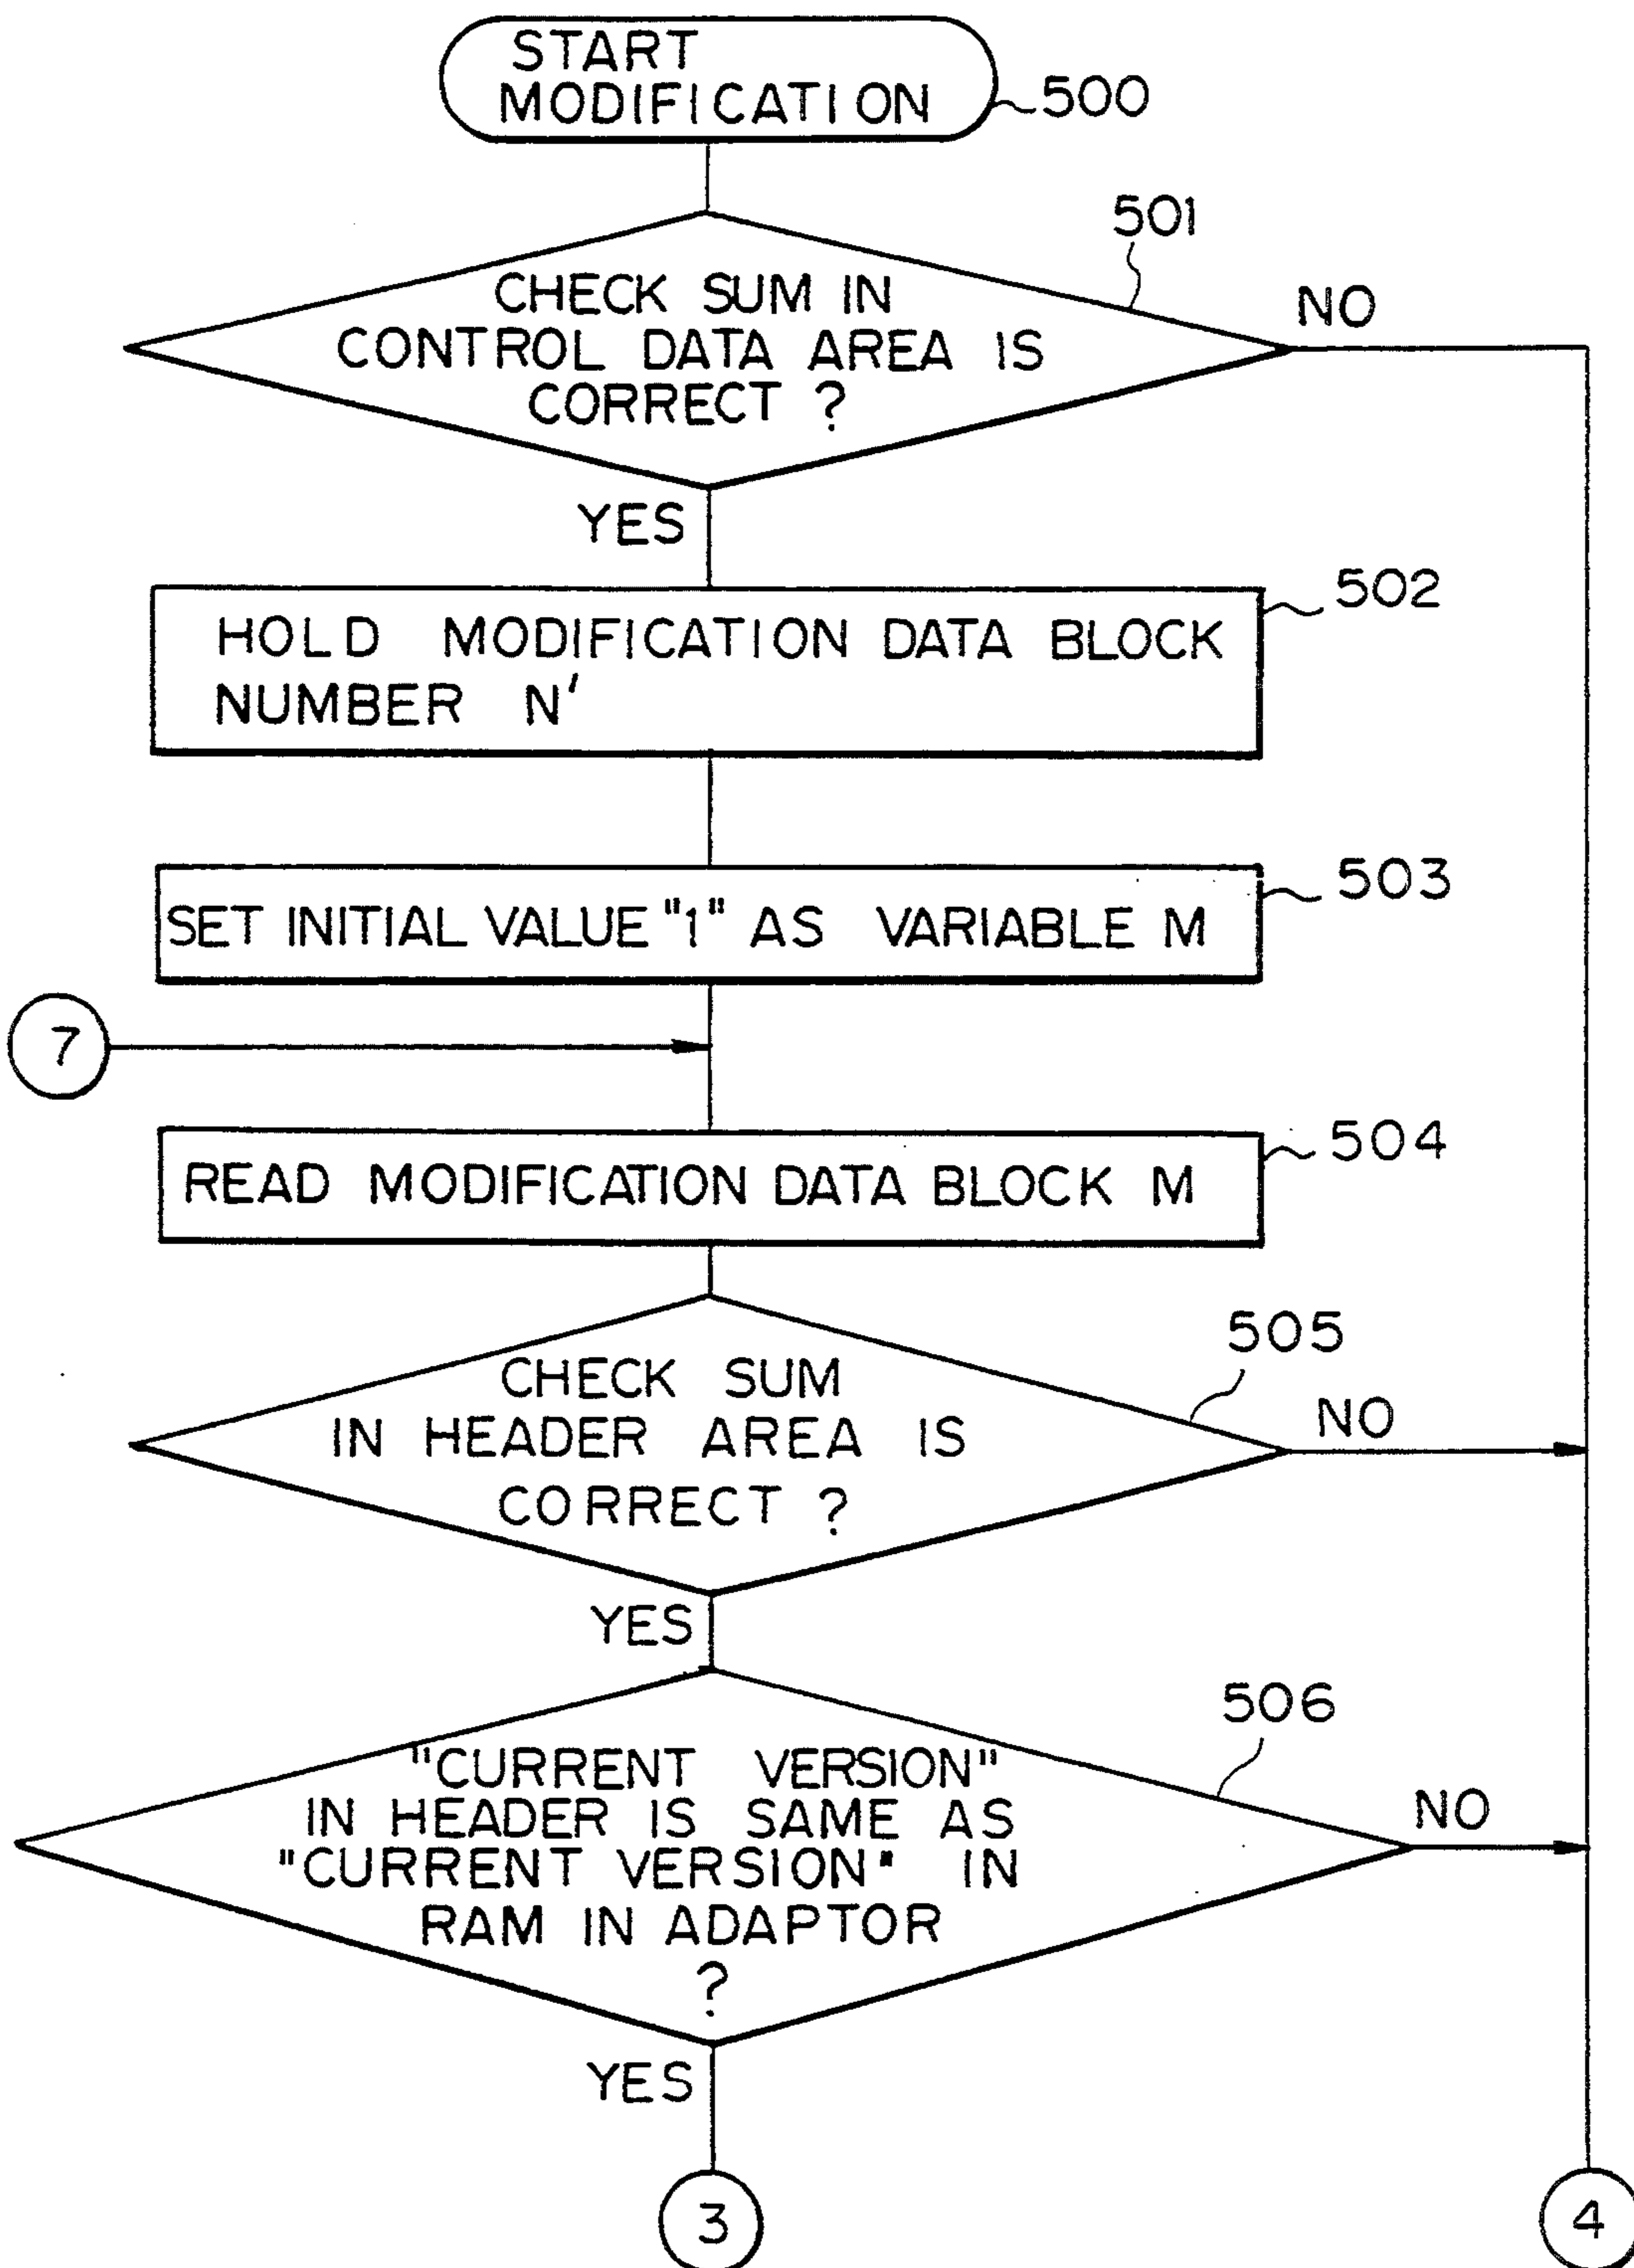 START
MODIFICATION
500
501
CHECK SUM IN
CONTROL DATA AREA IS
CORRECT ?
NO
YES
502
HOLD MODIFICATION DATA BLOCK
NUMBER N'
503
SET INITIAL VALUE "1" AS VARIABLE M
7
504
READ MODIFICATION DATA BLOCK M
505
CHECK SUM
IN HEADER AREA IS
CORRECT ?
NO
YES
506
"CURRENT VERSION"
IN HEADER IS SAME AS
"CURRENT VERSION" IN
RAM IN ADAPTOR
?
NO
YES
3
4